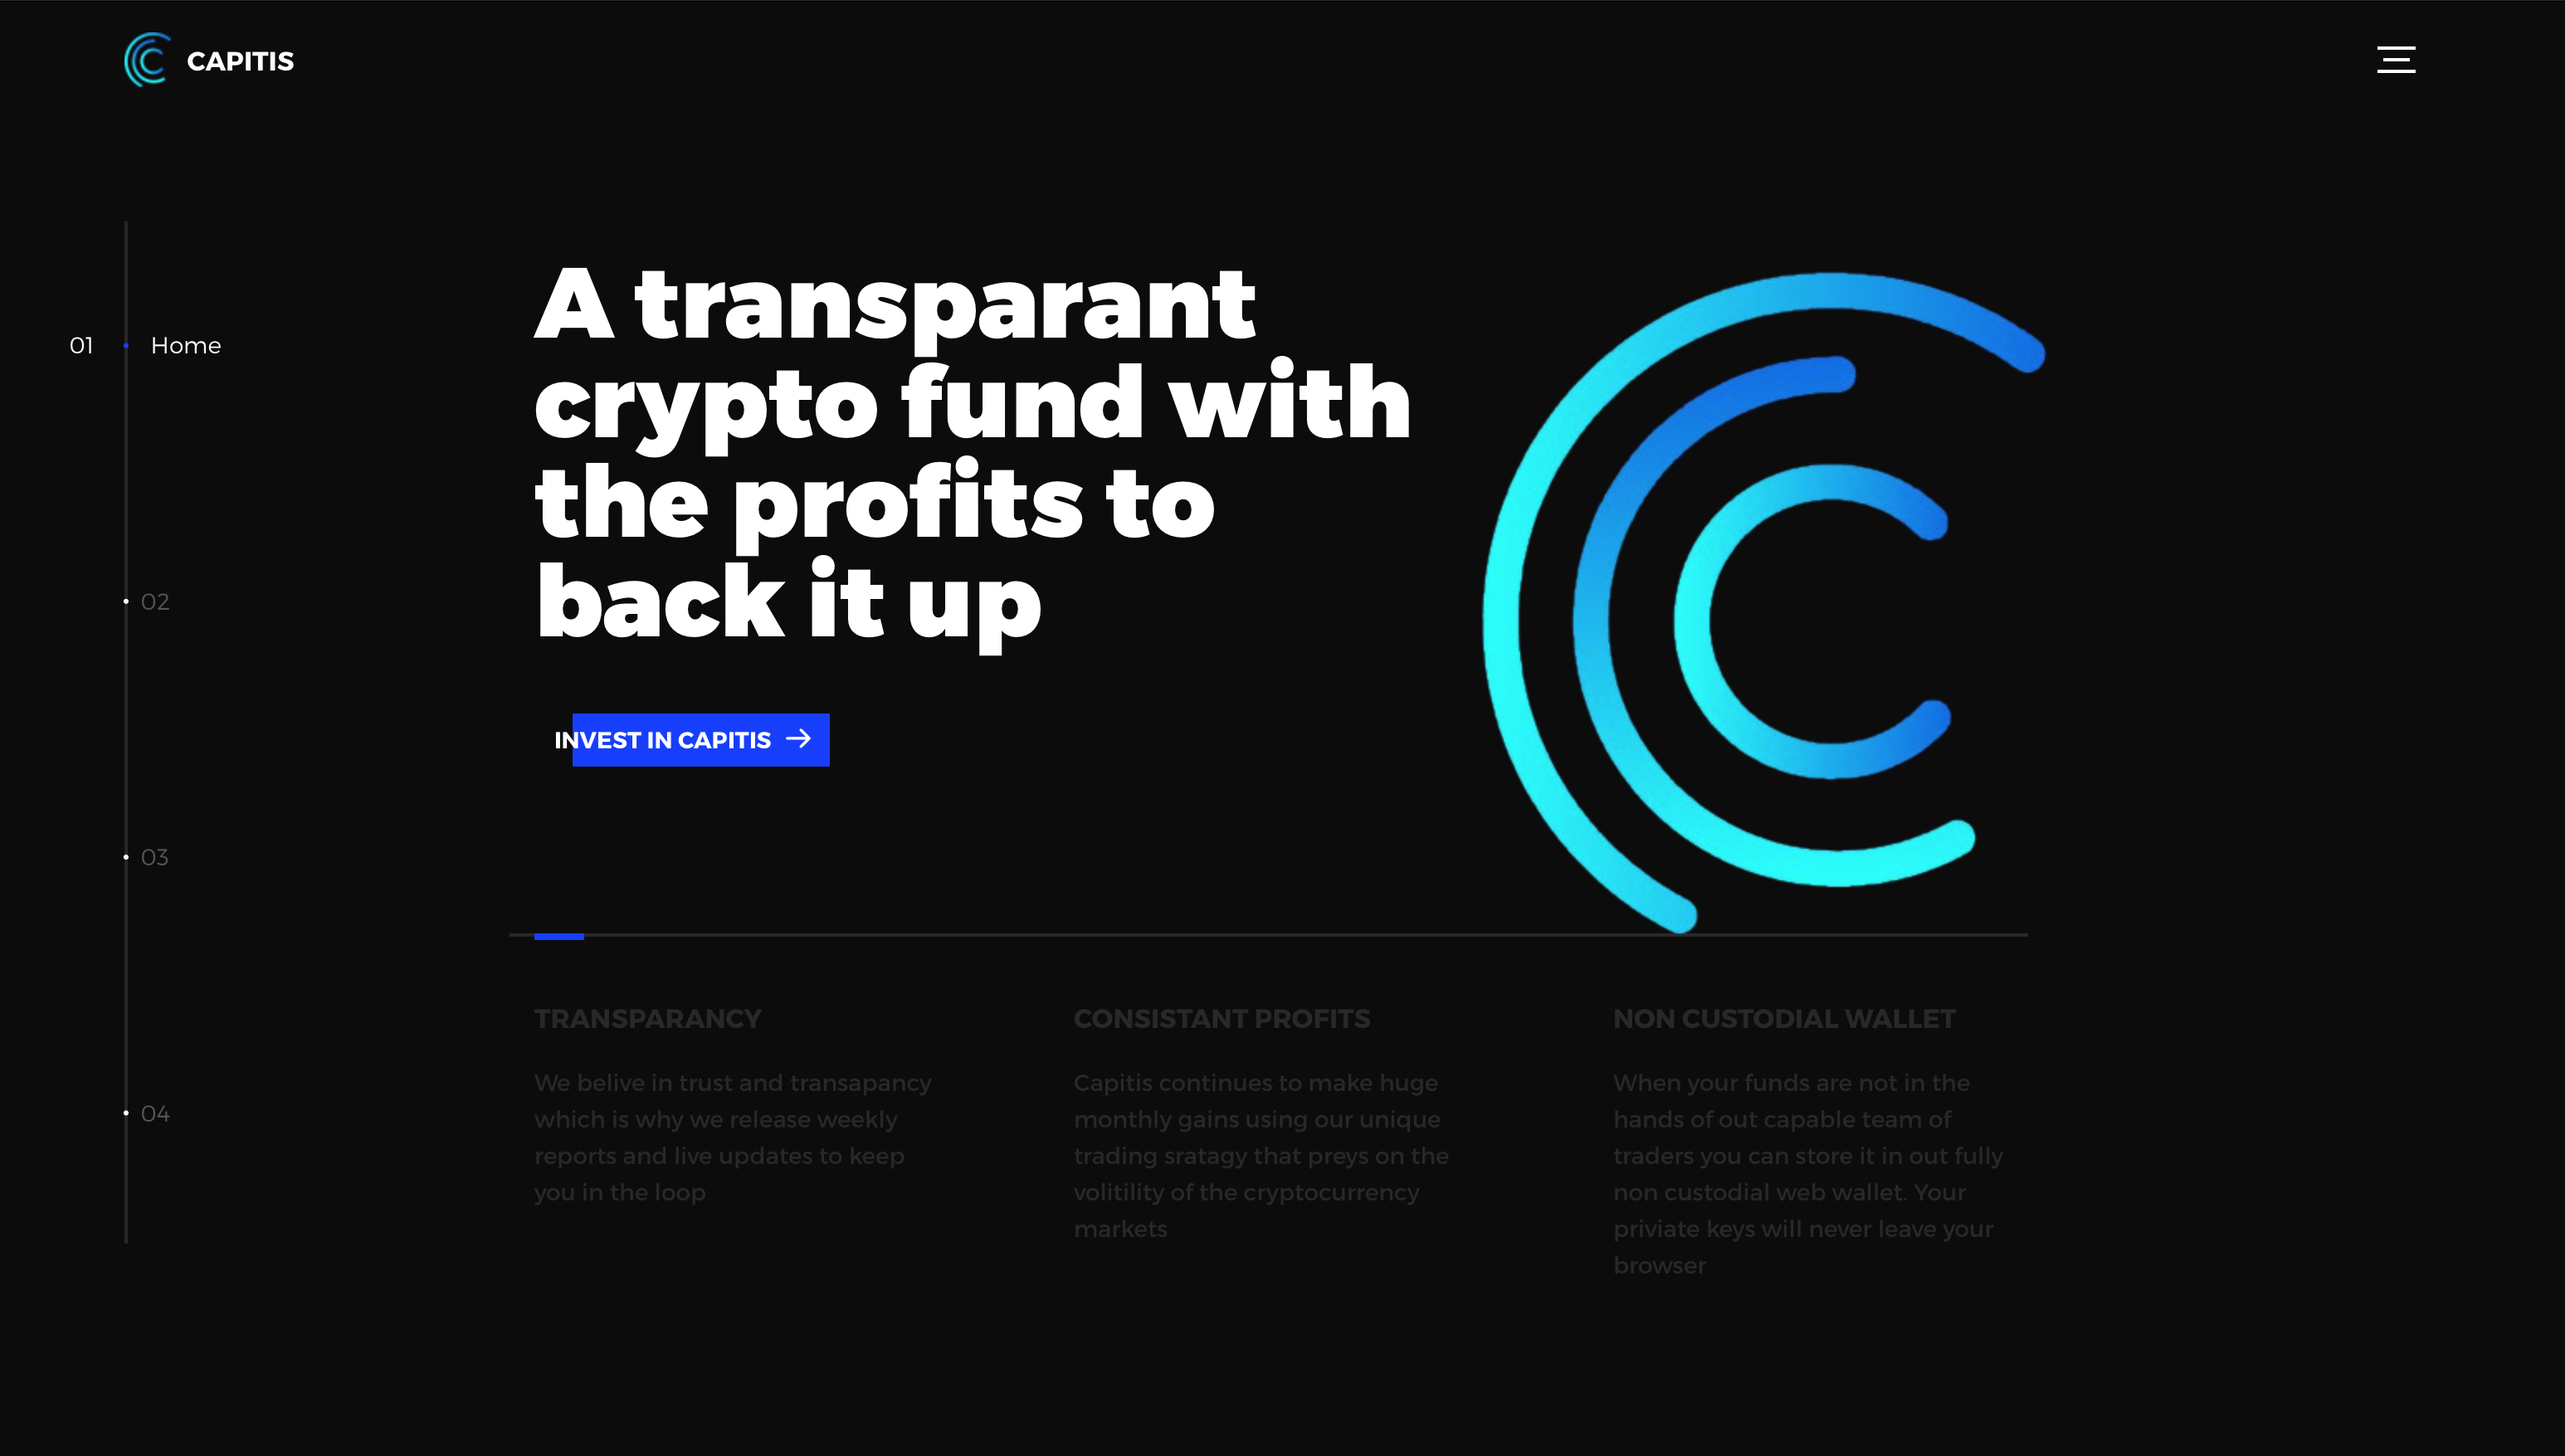 CAPITIS
01 Home
02
03
04
A transparant
crypto fund with
the profits to
back it up
INVEST IN CAPITIS
TRANSPARANCY
We belive in trust and transapancy
which is why we release weekly
reports and live updates to keep
you in the loop
CONSISTANT PROFITS
Capitis continues to make huge
monthly gains using our unique
trading sratagy that preys on the
volitility of the cryptocurrency
markets
NON CUSTODIAL WALLET
When your funds are not in the
hands of out capable team of
traders you can store it in out fully
non custodial web wallet. Your
priviate keys will never leave your
browser